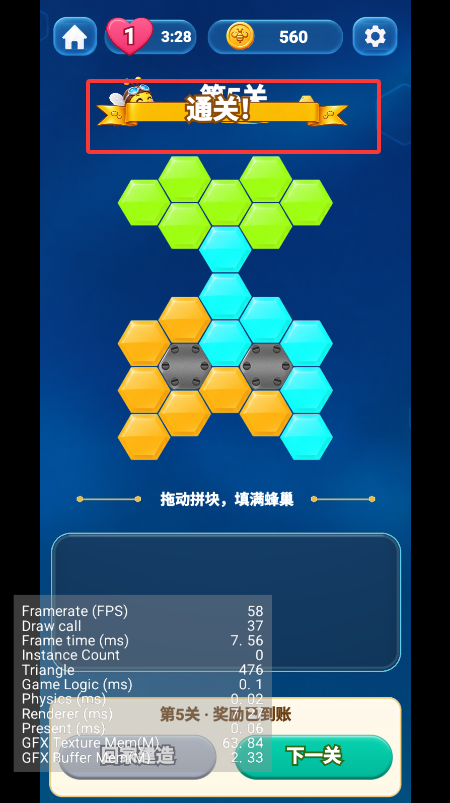 1
3:28
560
第5关
通关!
拖动拼块，填满蜂巢
Framerate (FPS) 58
Draw call 37
Frame time (ms) 7.56
Instance Count 0
Triangle 476
Game Logic (ms) 0.1
Physics (ms) 0.02
Renderer (ms)
第5关 · 奖励已到账
Present (ms) 0.06
GFX Texture Mem(M) 63.84
GFX Buffer Mem(M) 2.33
下一关